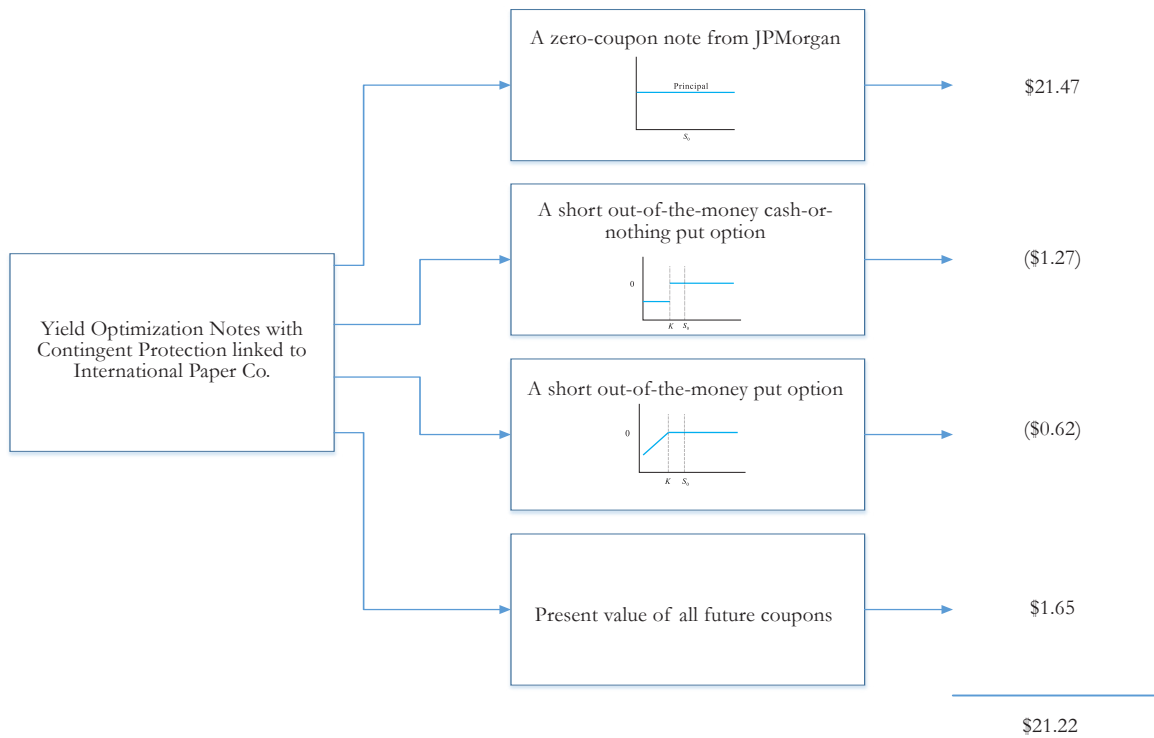 A zero-coupon note from JPMorgan
Principal
S0
$21.47
A short out-of-the-money cash-or-
nothing put option
0
K S0
($1.27)
Yield Optimization Notes with
Contingent Protection linked to
International Paper Co.
A short out-of-the-money put option
0
K S0
($0.62)
Present value of all future coupons
$1.65
$21.22